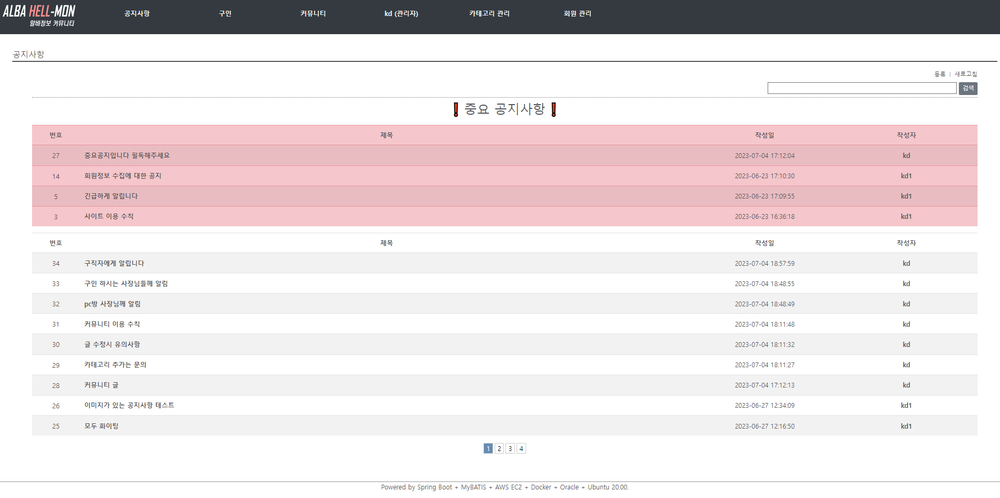 ALBA HELL-MON
알바정보 커뮤니티
공지사항 구인 커뮤니티 kd (관리자) 카테고리 관리 회원 관리
공지사항
등록 | 새로고침
검색
❗중요 공지사항❗
번호 제목 작성일 작성자
27 중요공지입니다 필독해주세요 2023-07-04 17:12:04 kd
14 회원정보 수집에 대한 공지 2023-06-23 17:10:30 kd1
5 긴급하게 알립니다 2023-06-23 17:09:55 kd1
3 사이트 이용 수칙 2023-06-23 16:36:18 kd1
번호 제목 작성일 작성자
34 구직자에게 알립니다 2023-07-04 18:57:59 kd
33 구인 하시는 사장님들께 알림 2023-07-04 18:48:55 kd
32 pc방 사장님께 알림 2023-07-04 18:48:49 kd
31 커뮤니티 이용 수칙 2023-07-04 18:11:48 kd
30 글 수정시 유의사항 2023-07-04 18:11:32 kd
29 카테고리 추가는 문의 2023-07-04 18:11:27 kd
28 커뮤니티 글 2023-07-04 17:12:13 kd
26 이미지가 있는 공지사항 테스트 2023-06-27 12:34:09 kd1
25 모두 화이팅 2023-06-27 12:16:50 kd1
1 2 3 4
Powered by Spring Boot + MyBATIS + AWS EC2 + Docker + Oracle + Ubuntu 20.00.